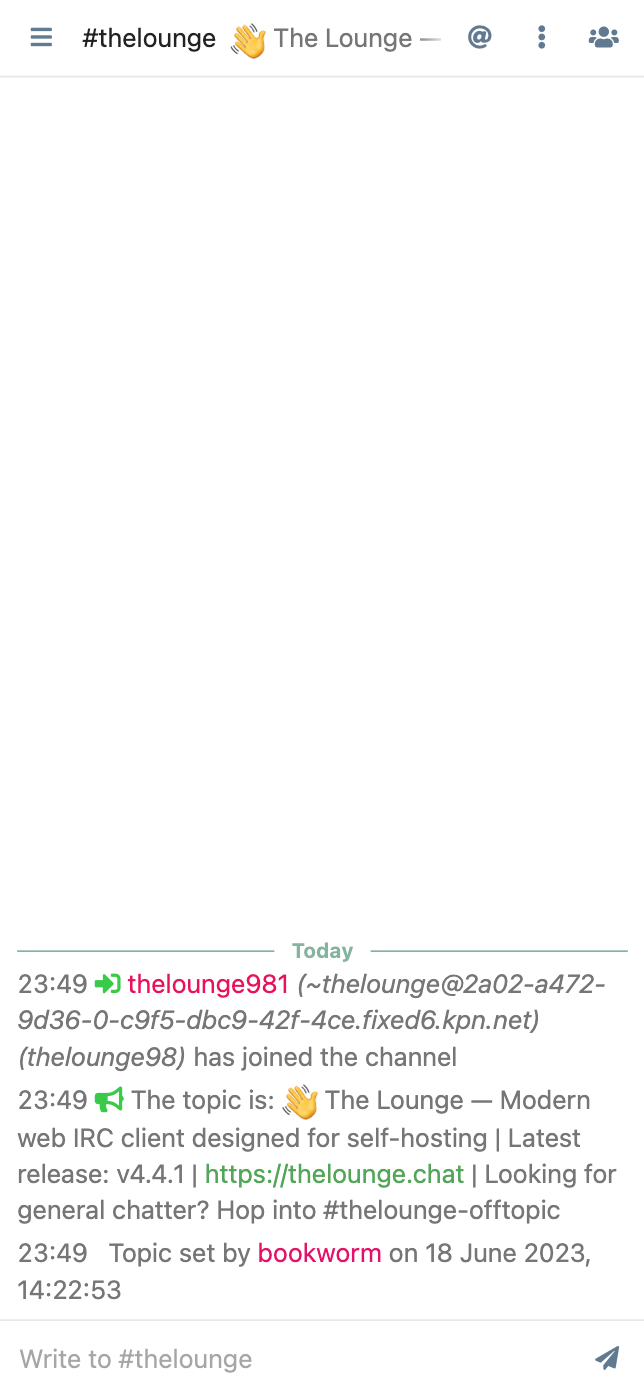 #thelounge 👋 The Lounge —
Today
23:49 thelounge981 (~thelounge@2a02-a472-
9d36-0-c9f5-dbc9-42f-4ce.fixed6.kpn.net)
(thelounge98) has joined the channel
23:49 The topic is: 👋 The Lounge — Modern
web IRC client designed for self-hosting | Latest
release: v4.4.1 | https://thelounge.chat | Looking for
general chatter? Hop into #thelounge-offtopic
23:49 Topic set by bookworm on 18 June 2023,
14:22:53
Write to #thelounge